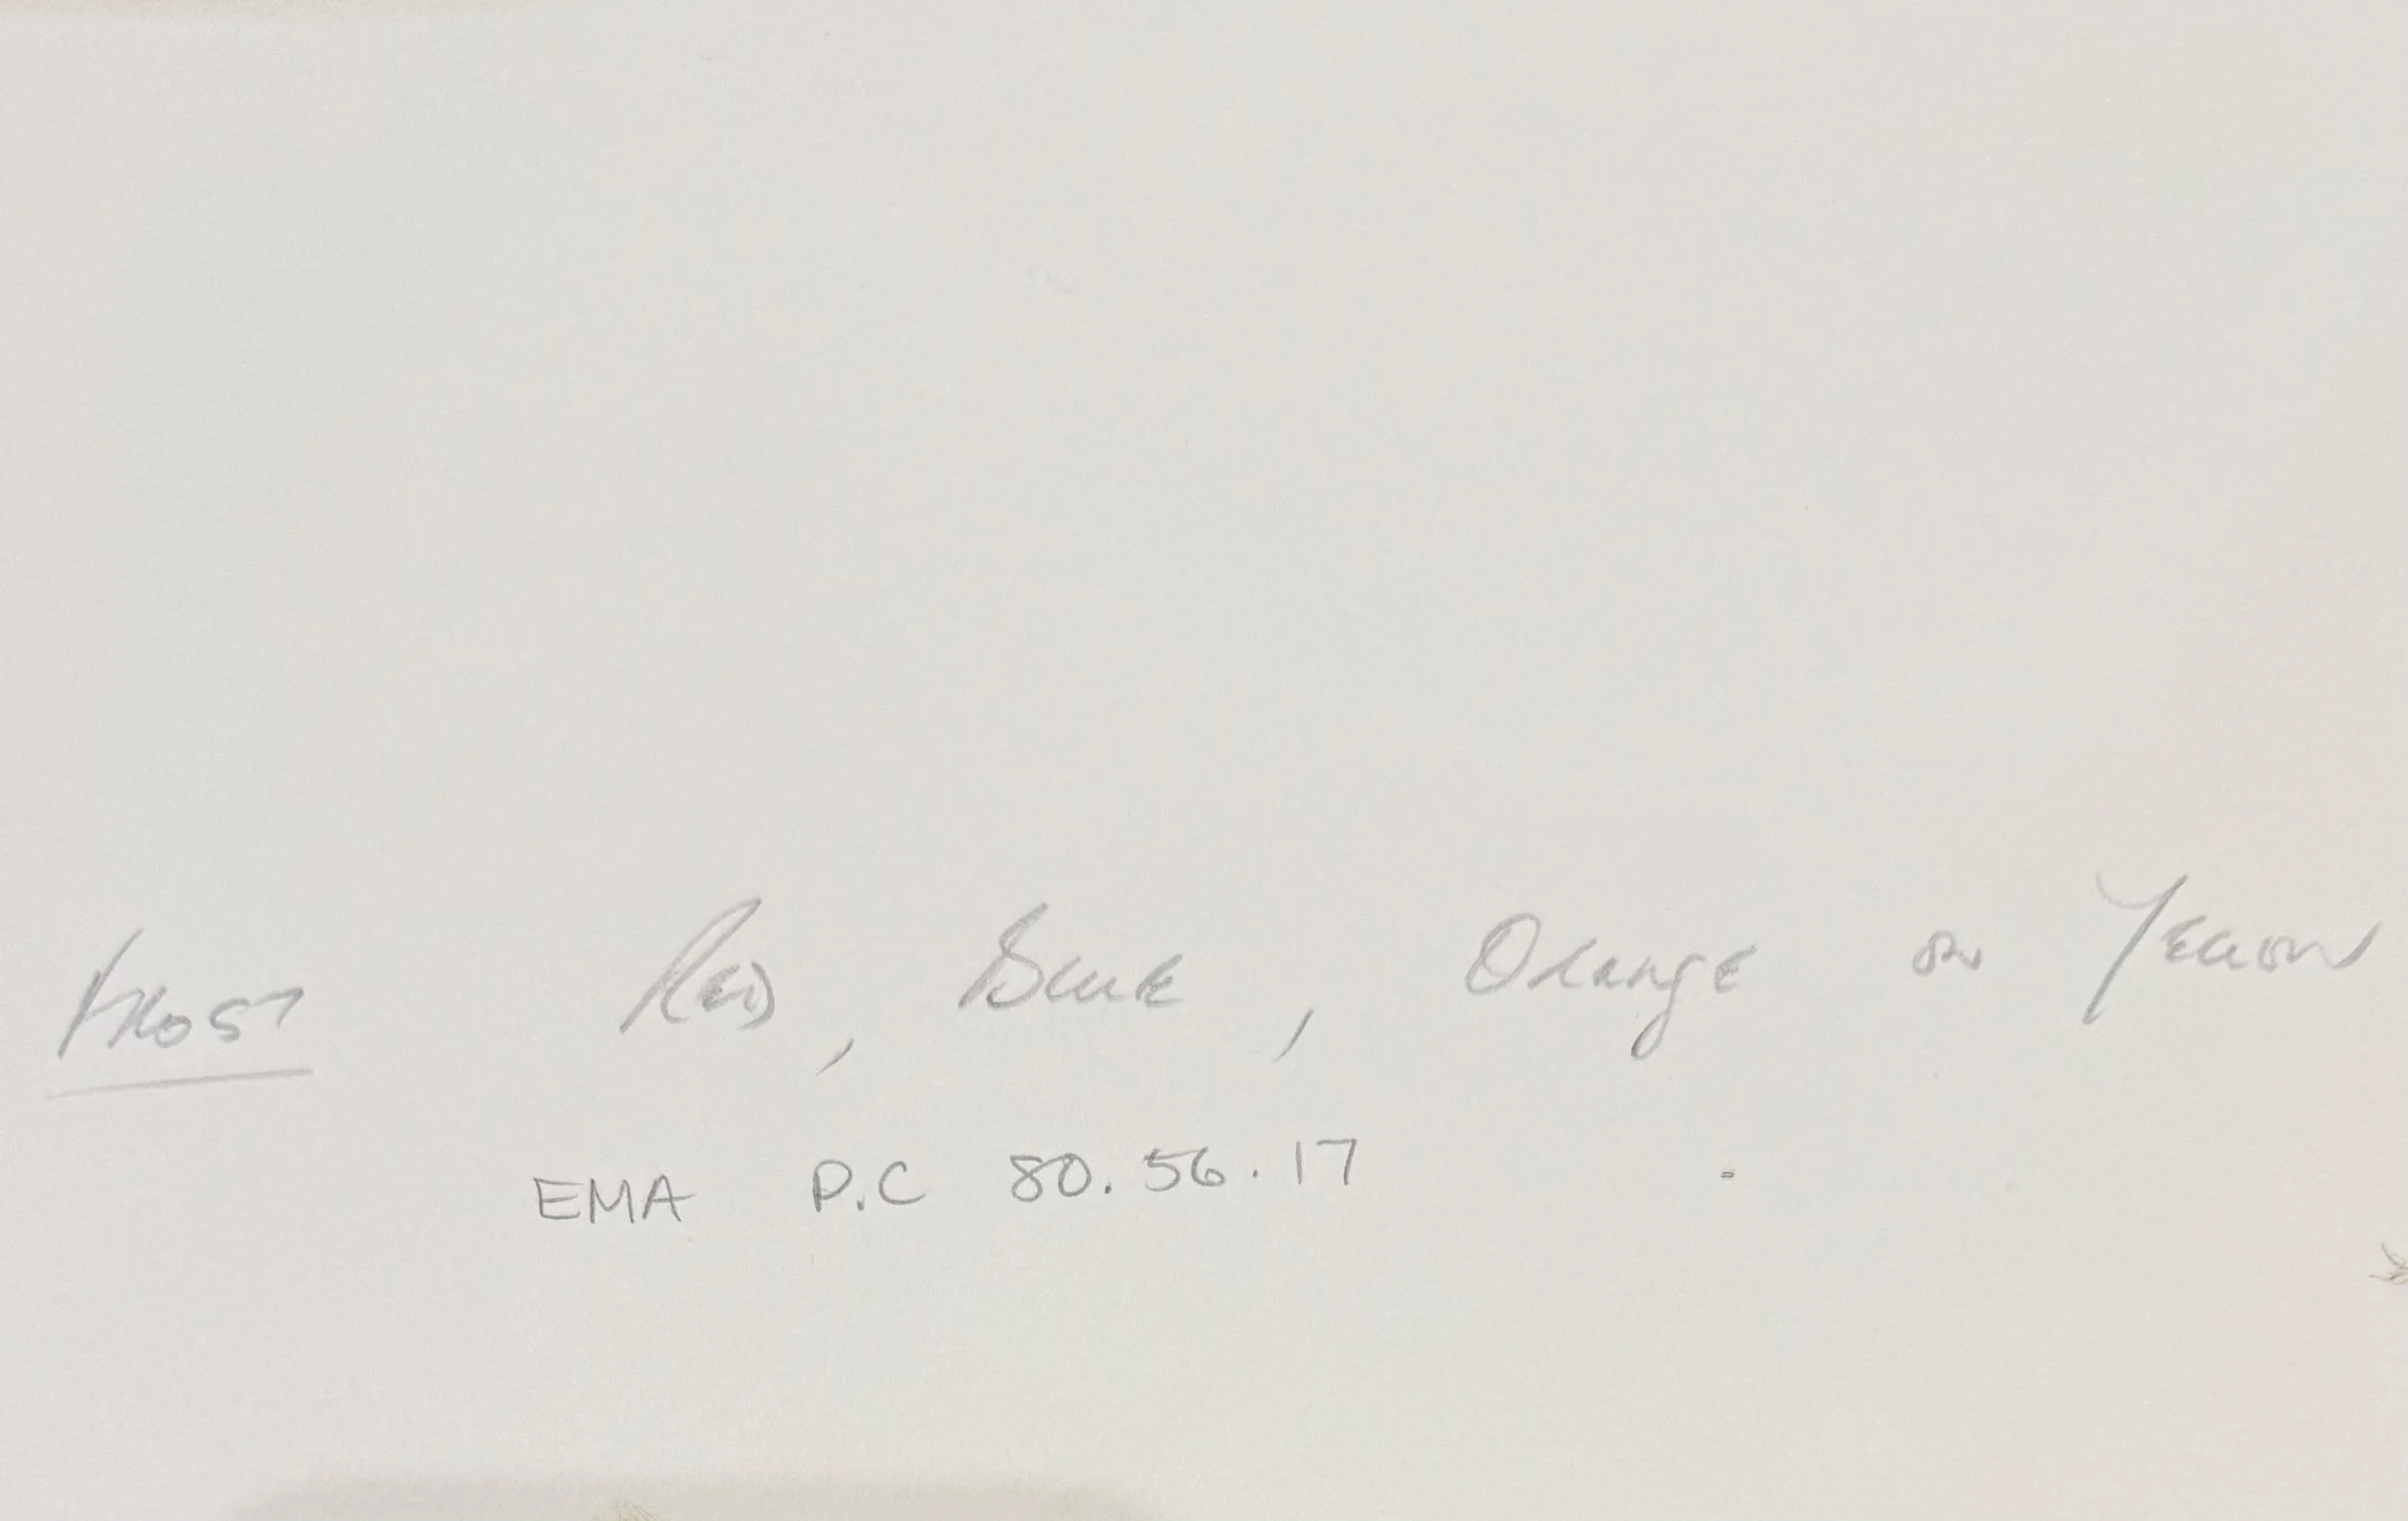 Frost Red, Blue, Orange on Yellow
EMA P.C 80.56.17